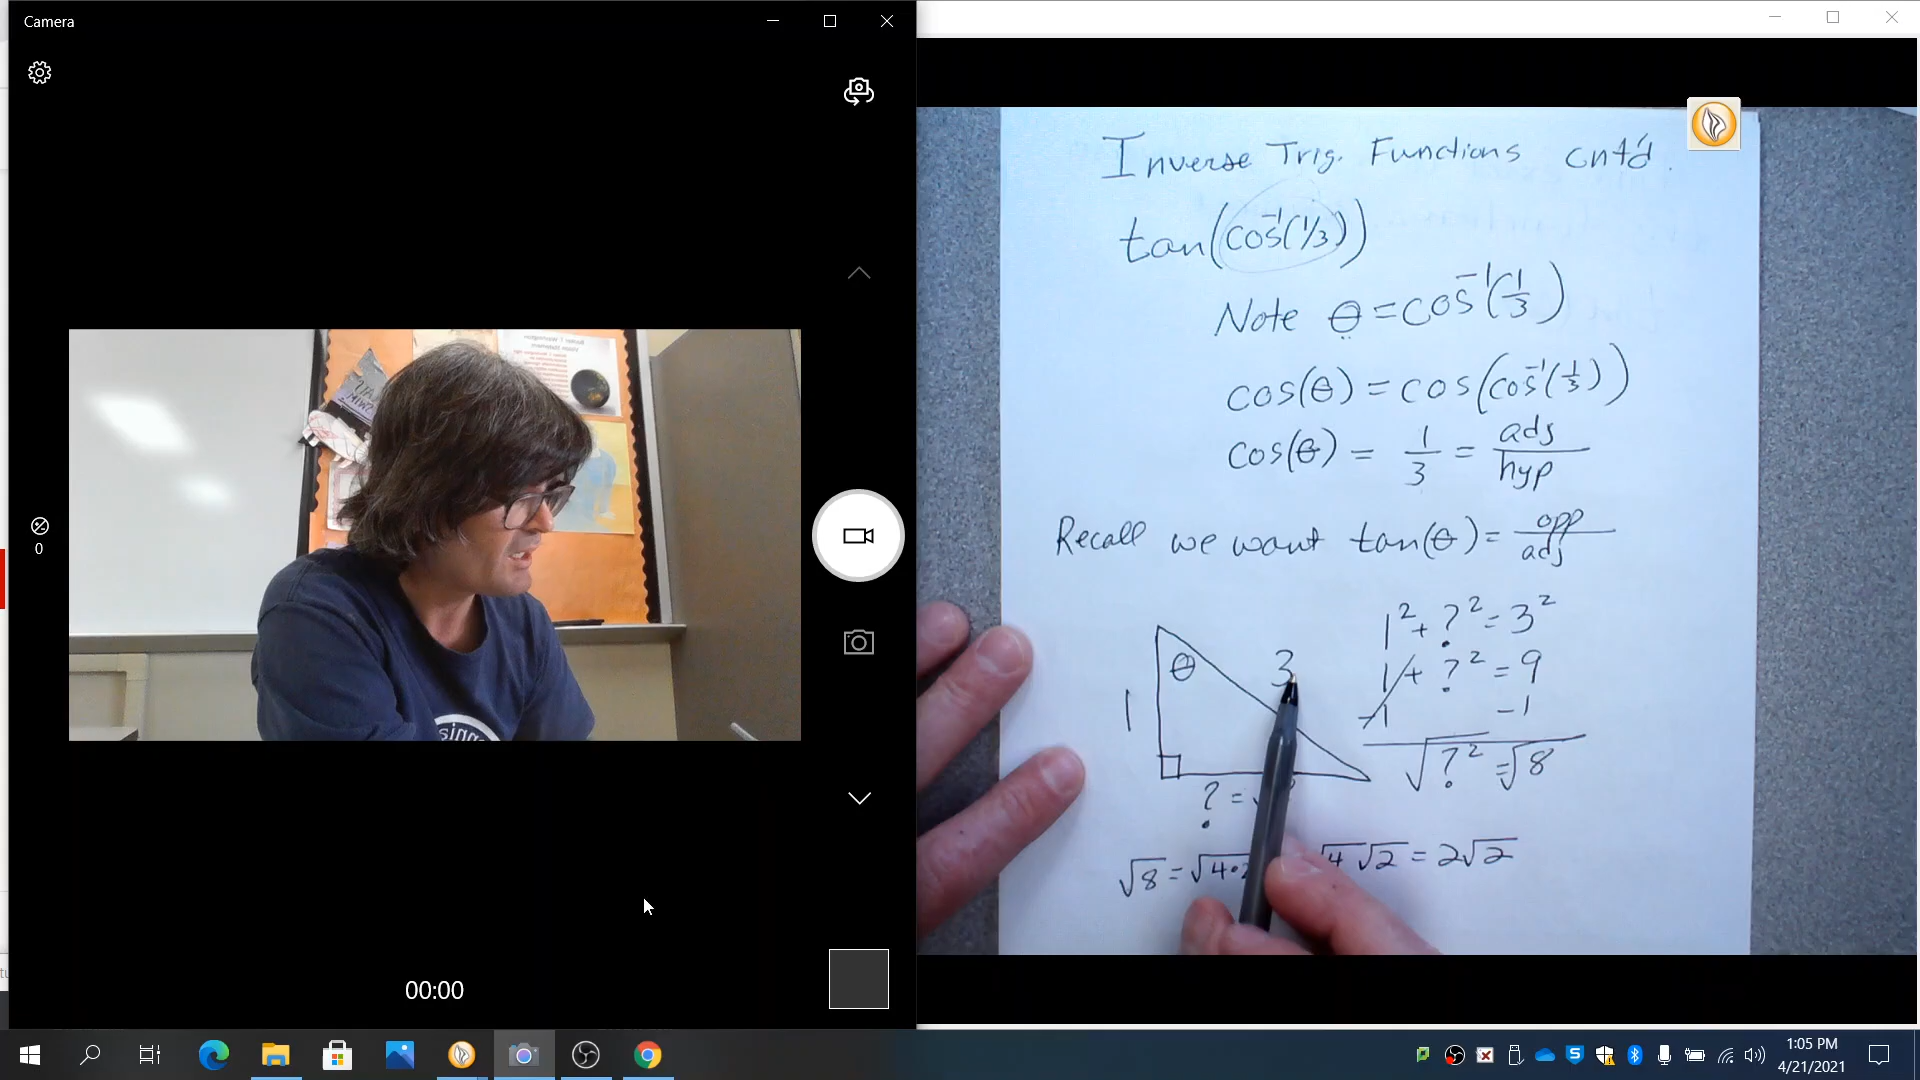 Camera
0
00:00
Inverse Trig. Functions cnt'd.
tan(cos⁻¹(1/3))
Note θ = cos⁻¹(1/3)
cos(θ) = cos(cos⁻¹(1/3))
cos(θ) = 1/3 = adj/hyp
Recall we want tan(θ) = opp/adj
1² + ?² = 3²
1 + ?² = 9
-1 -1
√?² = √8
θ 3
1
? =
√8 = √4·2 √4√2 = 2√2
1:05 PM
4/21/2021